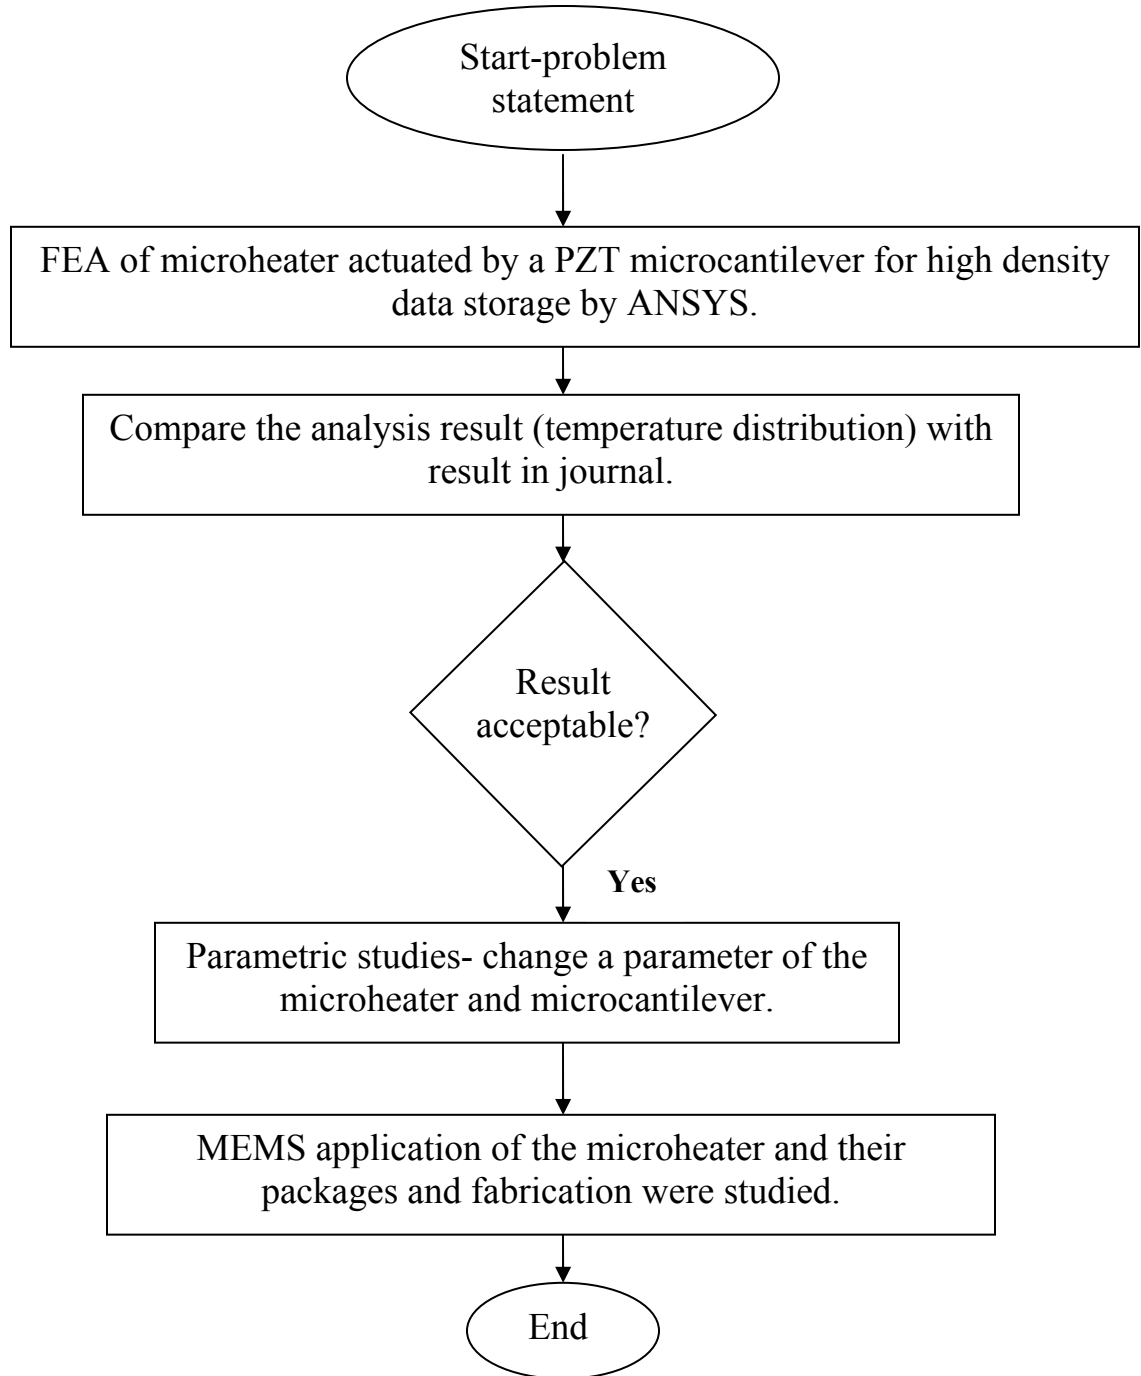 Start-problem
statement
FEA of microheater actuated by a PZT microcantilever for high density
data storage by ANSYS.
Compare the analysis result (temperature distribution) with
result in journal.
Result
acceptable?
Yes
Parametric studies- change a parameter of the
microheater and microcantilever.
MEMS application of the microheater and their
packages and fabrication were studied.
End